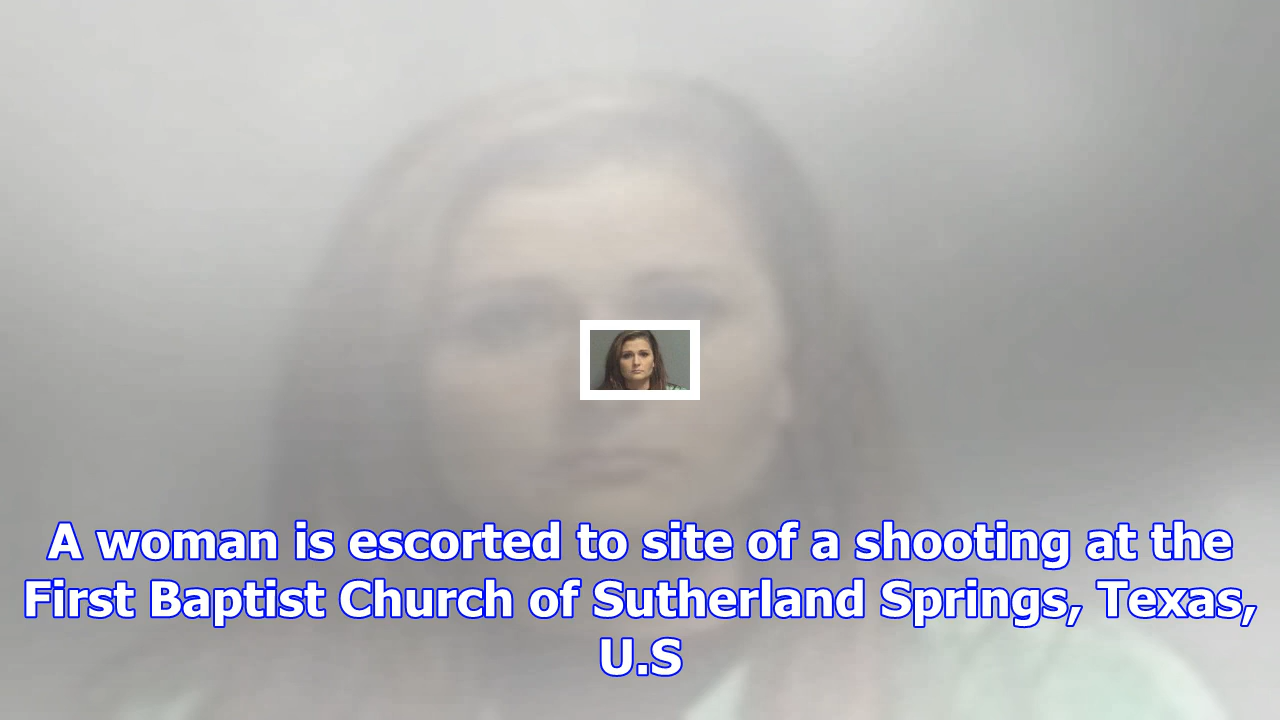 A woman is escorted to site of a shooting at the
First Baptist Church of Sutherland Springs, Texas,
U.S